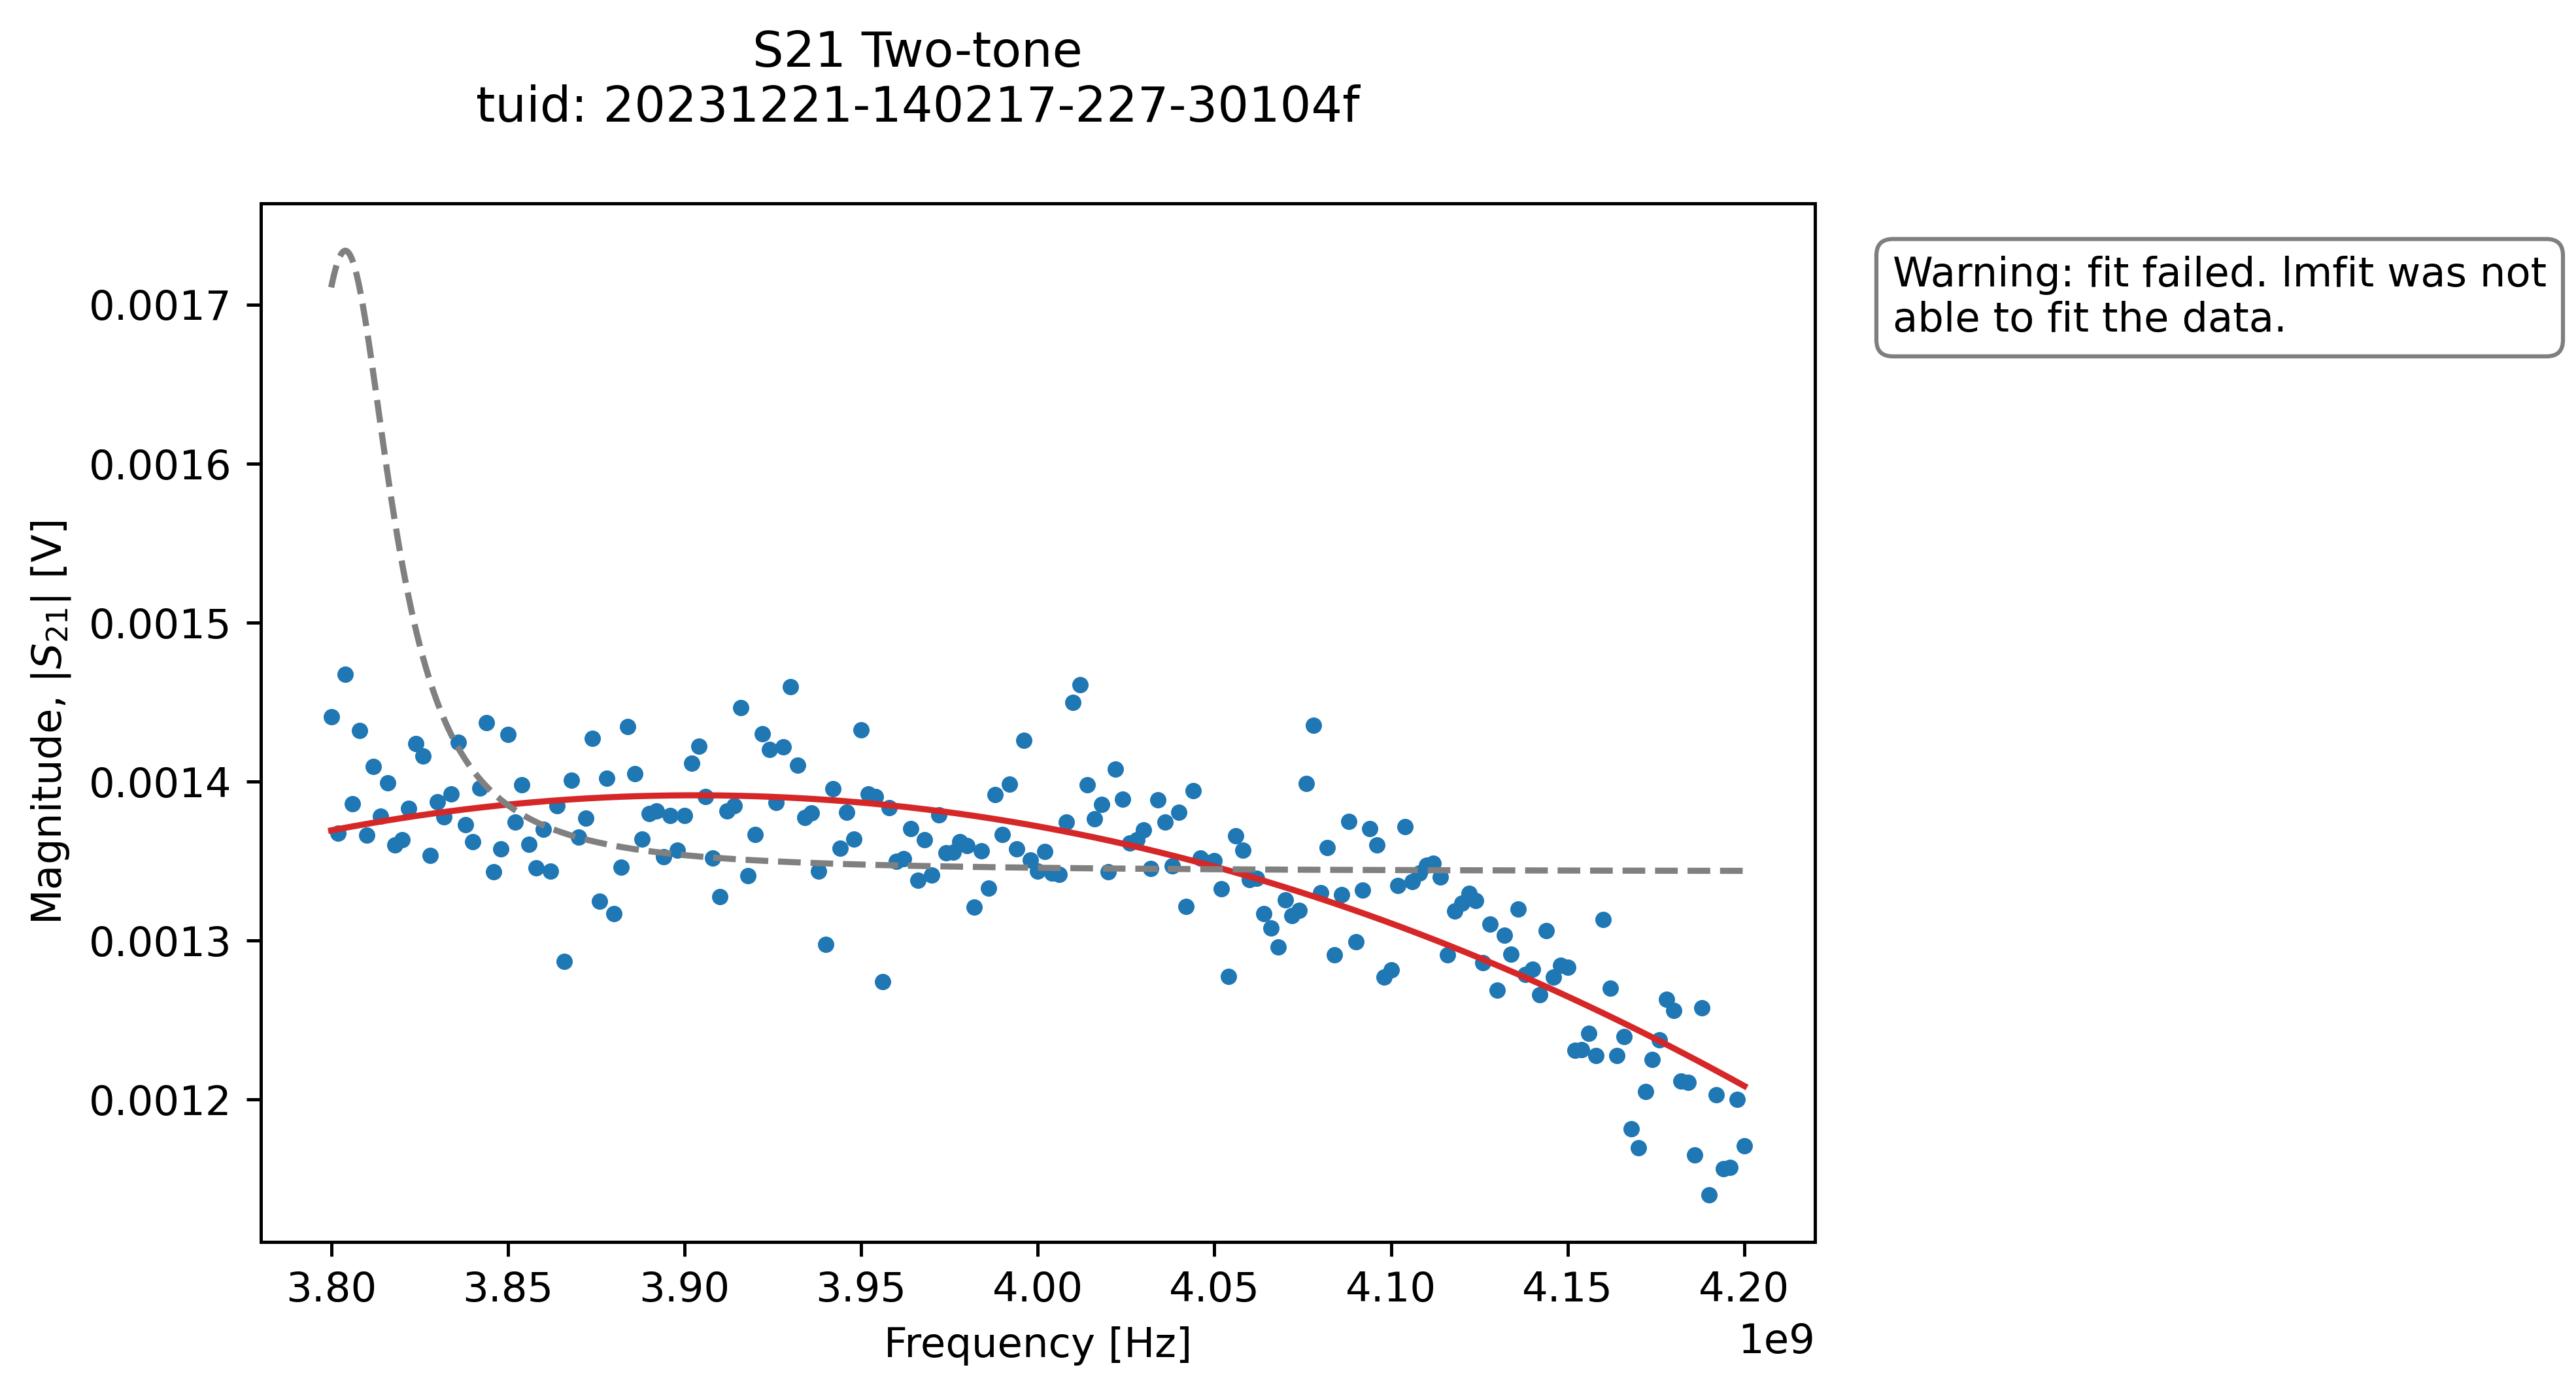 S21 Two-tone
tuid: 20231221-140217-227-30104f
Warning: fit failed. lmfit was not
able to fit the data.
Magnitude, |S21| [V]
0.0017
0.0016
0.0015
0.0014
0.0013
0.0012
3.80 3.85 3.90 3.95 4.00 4.05 4.10 4.15 4.20
Frequency [Hz]
1e9